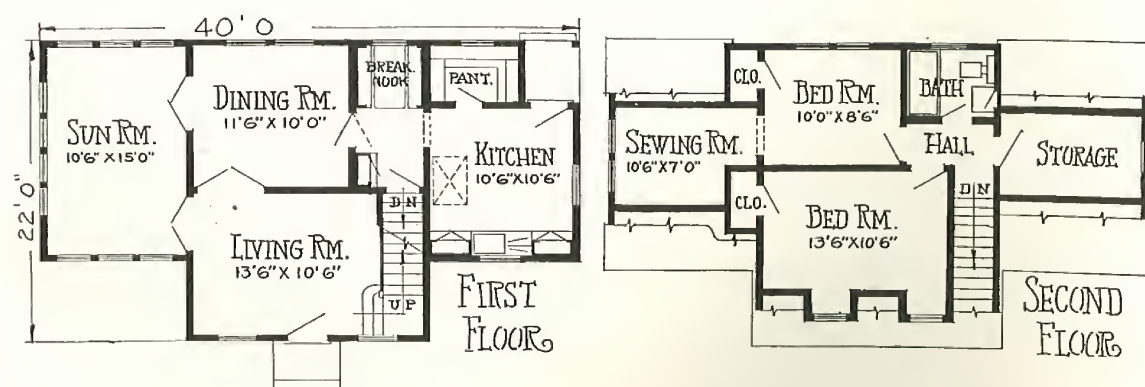 40' 0
22'0"
SUN RM.
10'6" X 15'0"
DINING RM.
11'6" X 10'0"
BREAK.
NOOK
PANT.
KITCHEN
10'6"X10'6"
DN
LIVING RM.
13'6" X 10'6"
UP
FIRST
FLOOR
CLO.
BED RM.
10'0" X 8'6"
BATH
SEWING RM.
10'6"X7'0"
HALL
STORAGE
CLO.
BED RM.
13'6"X10'6"
DN
SECOND
FLOOR